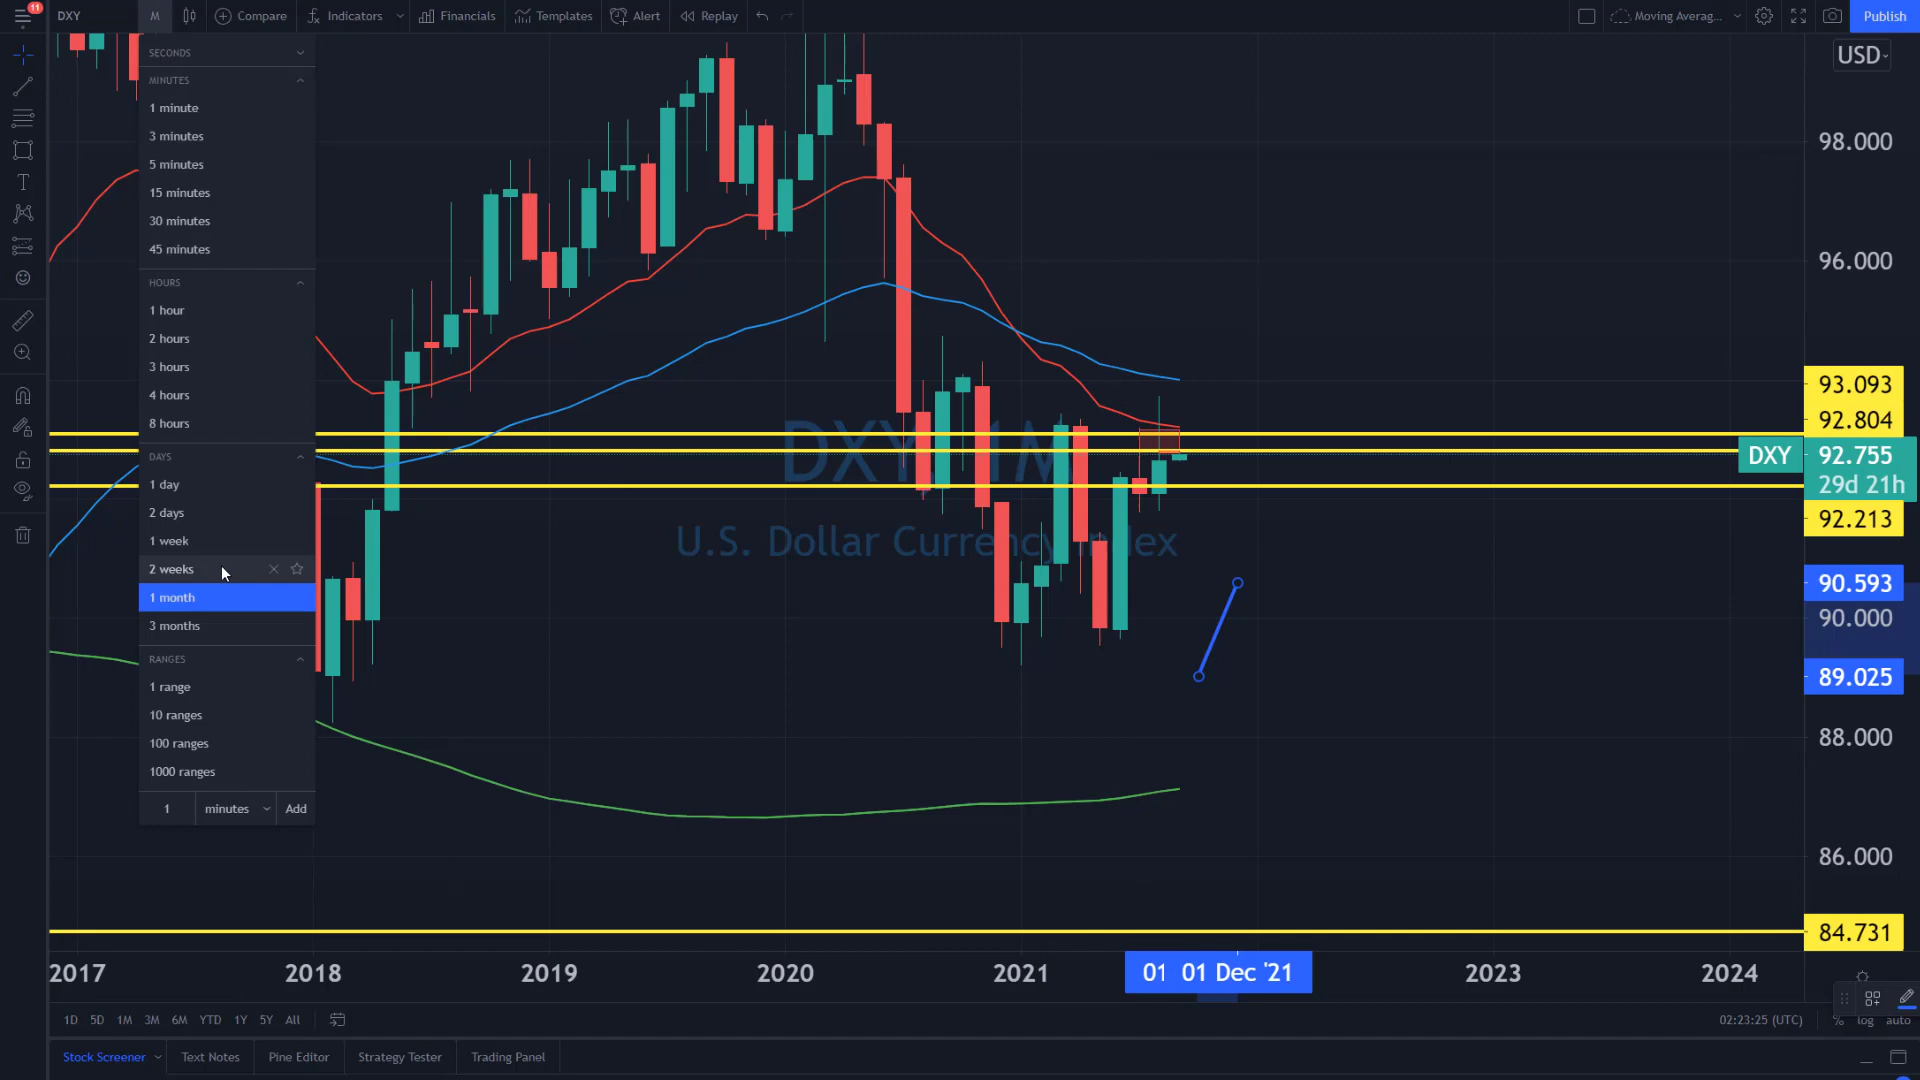 11
DXY
M
Compare
Indicators
Financials
Templates
Alert
Replay
Moving Averag...
Publish
SECONDS
MINUTES
1 minute
3 minutes
5 minutes
15 minutes
30 minutes
45 minutes
HOURS
1 hour
2 hours
3 hours
4 hours
8 hours
DAYS
1 day
2 days
1 week
2 weeks
1 month
3 months
RANGES
1 range
10 ranges
100 ranges
1000 ranges
1 minutes Add
DXY, 1M
U.S. Dollar Currency Index
USD
98.000
96.000
93.093
92.804
DXY 92.755
29d 21h
92.213
90.593
90.000
89.025
88.000
86.000
84.731
2017 2018 2019 2020 2021 01 01 Dec '21 2023 2024
1D 5D 1M 3M 6M YTD 1Y 5Y All
02:23:25 (UTC) % log auto
Stock Screener Text Notes Pine Editor Strategy Tester Trading Panel